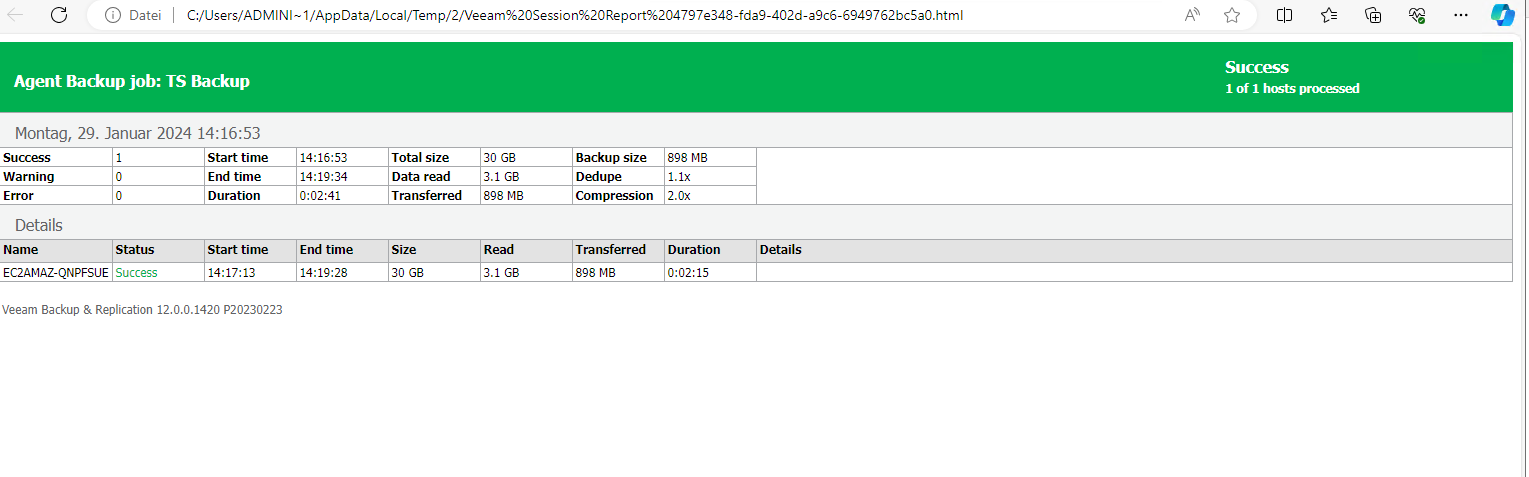 Datei | C:/Users/ADMINI~1/AppData/Local/Temp/2/Veeam%20Session%20Report%204797e348-fda9-402d-a9c6-6949762bc5a0.html
Agent Backup job: TS Backup
Success
1 of 1 hosts processed
Montag, 29. Januar 2024 14:16:53
Success 1 Start time 14:16:53 Total size 30 GB Backup size 898 MB
Warning 0 End time 14:19:34 Data read 3.1 GB Dedupe 1.1x
Error 0 Duration 0:02:41 Transferred 898 MB Compression 2.0x
Details
Name Status Start time End time Size Read Transferred Duration Details
EC2AMAZ-QNPFSUE Success 14:17:13 14:19:28 30 GB 3.1 GB 898 MB 0:02:15
Veeam Backup & Replication 12.0.0.1420 P20230223